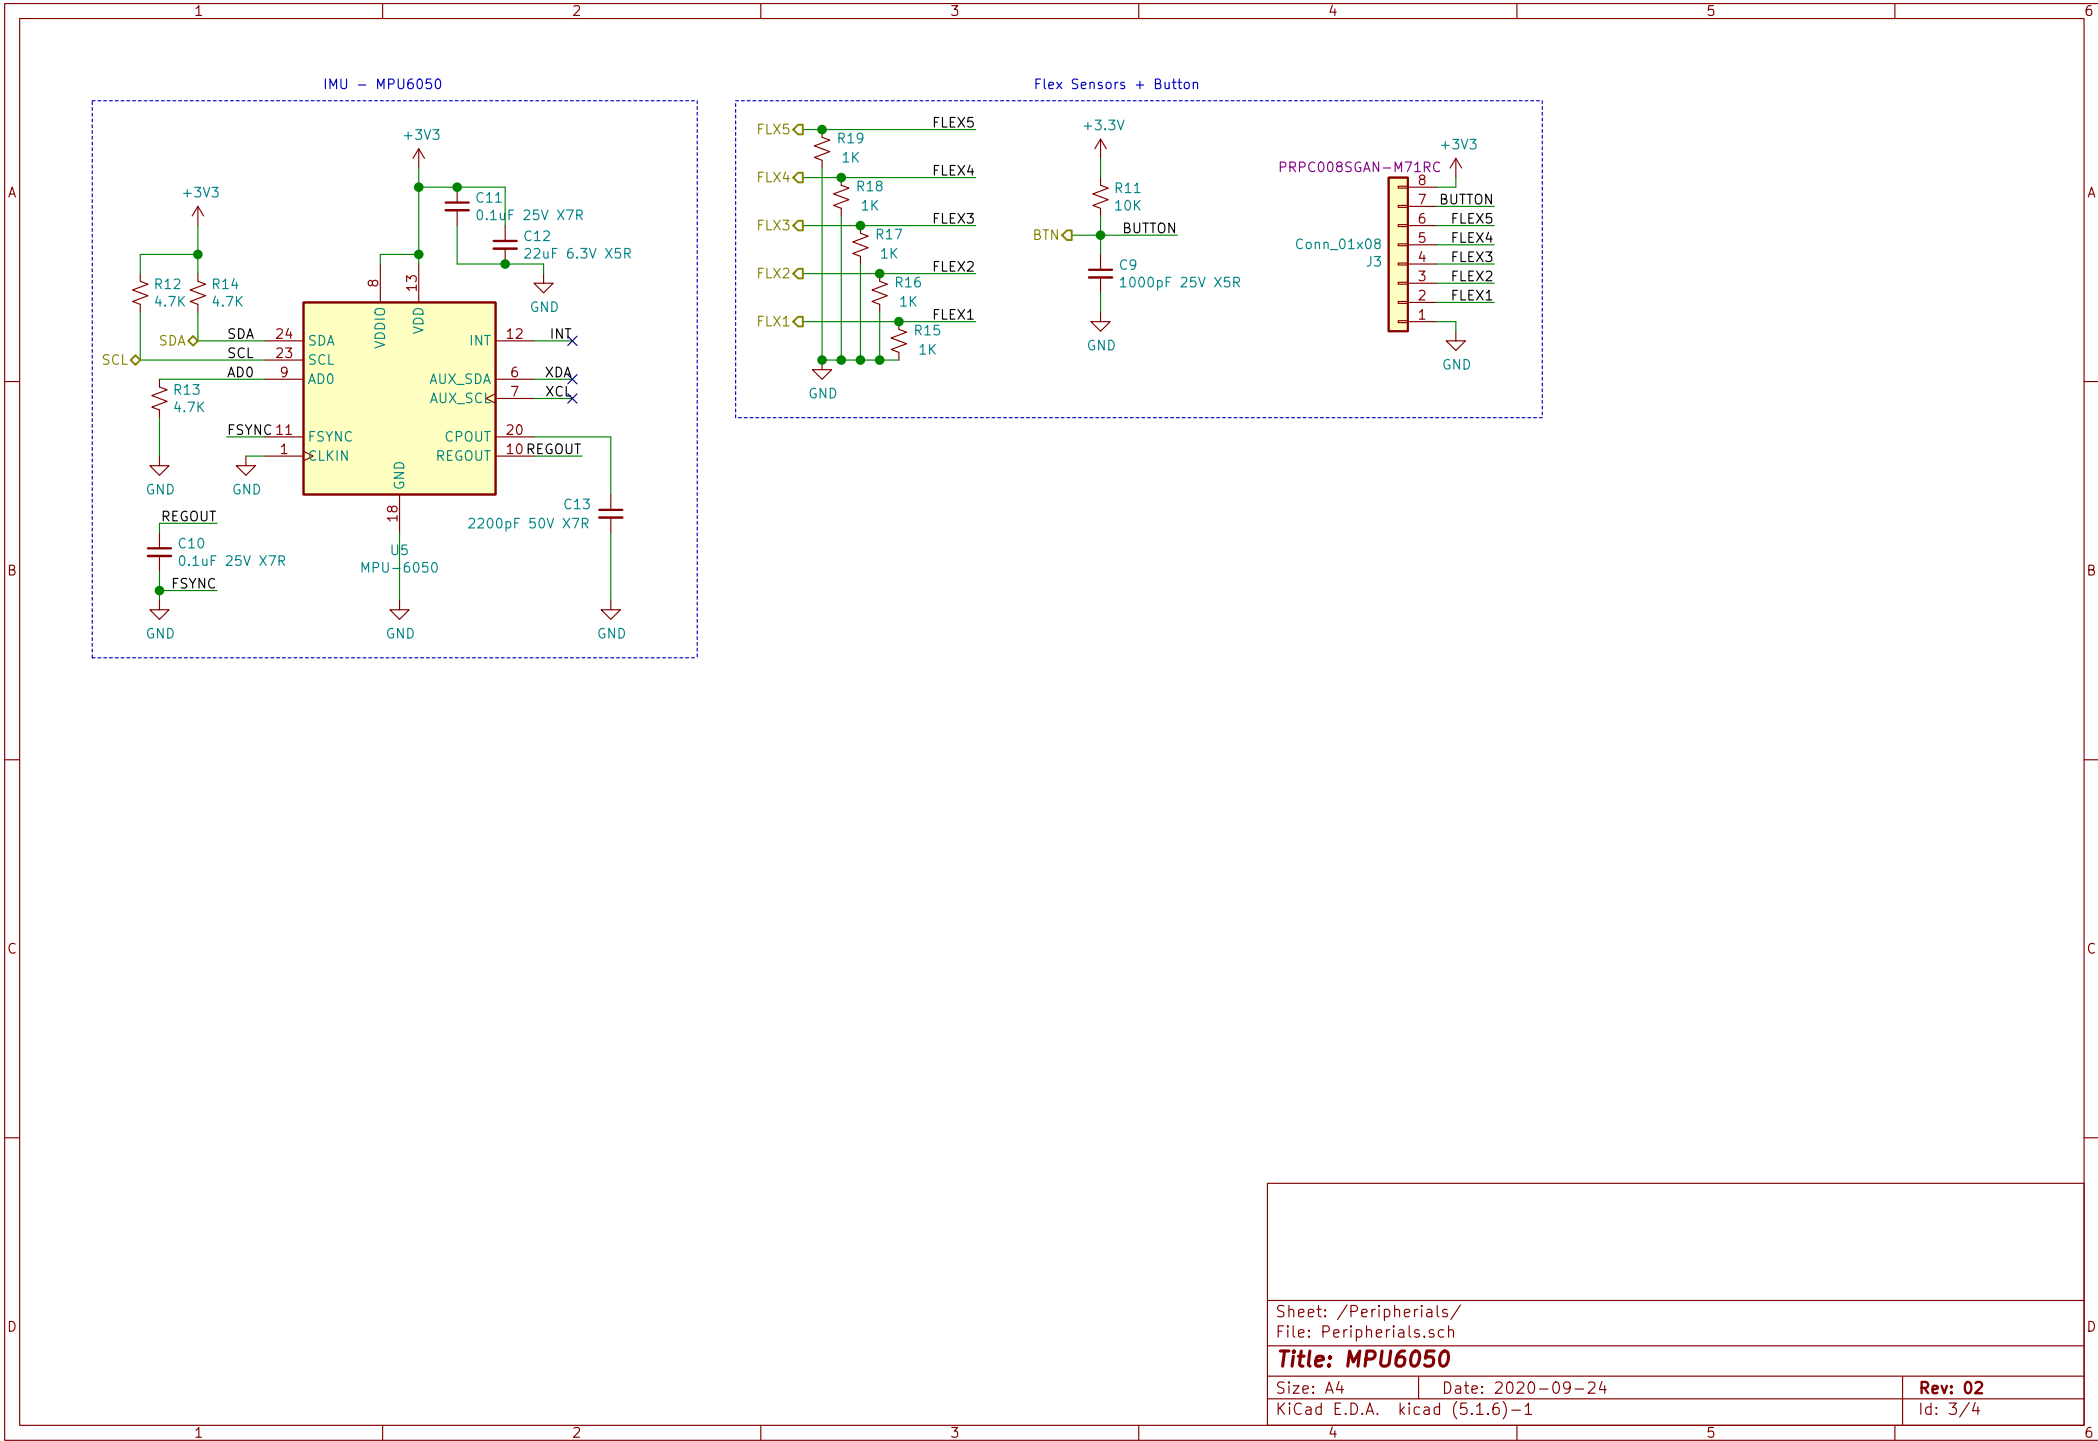 1 2 3 4 5 6
IMU - MPU6050
+3V3
+3V3
C11
0.1uF 25V X7R
C12
22uF 6.3V X5R
GND
R12
4.7K
R14
4.7K
8
13
VDDIO
VDD
SDA
SDA
24
SDA
SCL
SCL
23
SCL
AD0
9
AD0
R13
4.7K
FSYNC
11
FSYNC
1
CLKIN
GND
GND
INT
12
INT
AUX_SDA
6
XDA
AUX_SCL
7
XCL
CPOUT
20
REGOUT
10
REGOUT
GND
18
C13
2200pF 50V X7R
REGOUT
C10
0.1uF 25V X7R
FSYNC
GND
U5
MPU-6050
GND
GND
Flex Sensors + Button
FLX5
FLEX5
R19
1K
FLX4
FLEX4
R18
1K
FLX3
FLEX3
R17
1K
FLX2
FLEX2
R16
1K
FLX1
FLEX1
R15
1K
GND
+3.3V
R11
10K
BTN
BUTTON
C9
1000pF 25V X5R
GND
+3V3
PRPC008SGAN-M71RC
Conn_01x08
J3
8
7 BUTTON
6 FLEX5
5 FLEX4
4 FLEX3
3 FLEX2
2 FLEX1
1
GND
A A
B B
C C
D D
Sheet: /Peripherials/
File: Peripherials.sch
Title: MPU6050
Size: A4 Date: 2020-09-24 Rev: 02
KiCad E.D.A. kicad (5.1.6)-1 Id: 3/4
1 2 3 4 5 6